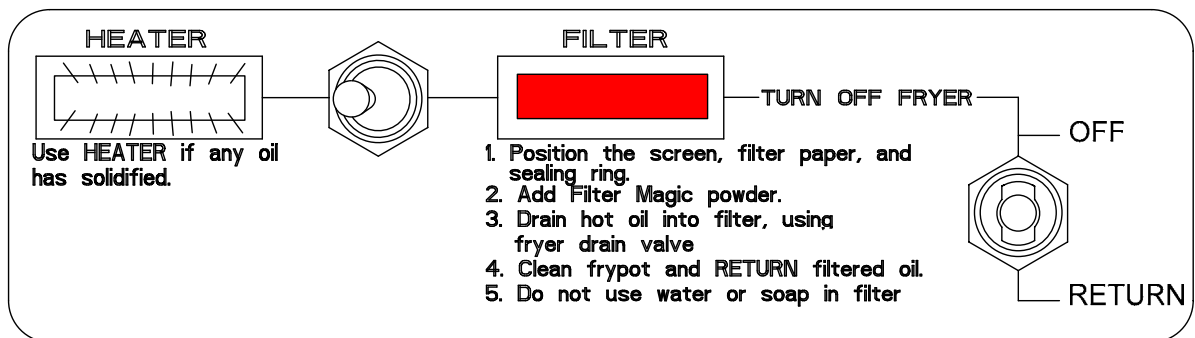 HEATER
Use HEATER if any oil
has solidified.
FILTER
TURN OFF FRYER
1. Position the screen, filter paper, and
sealing ring.
2. Add Filter Magic powder.
3. Drain hot oil into filter, using
fryer drain valve
4. Clean frypot and RETURN filtered oil.
5. Do not use water or soap in filter
OFF
RETURN